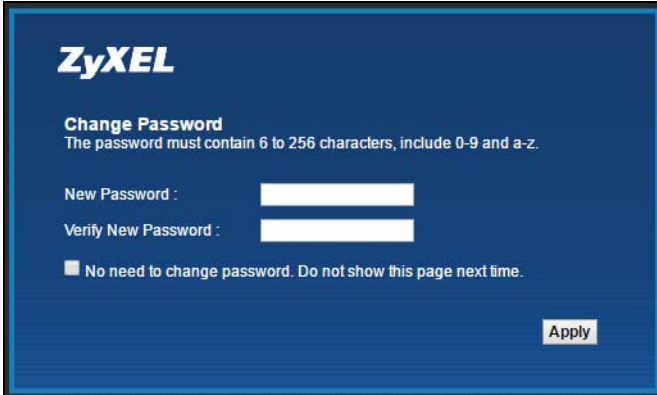 ZyXEL
Change Password
The password must contain 6 to 256 characters, include 0-9 and a-z.
New Password :
Verify New Password :
No need to change password. Do not show this page next time.
Apply